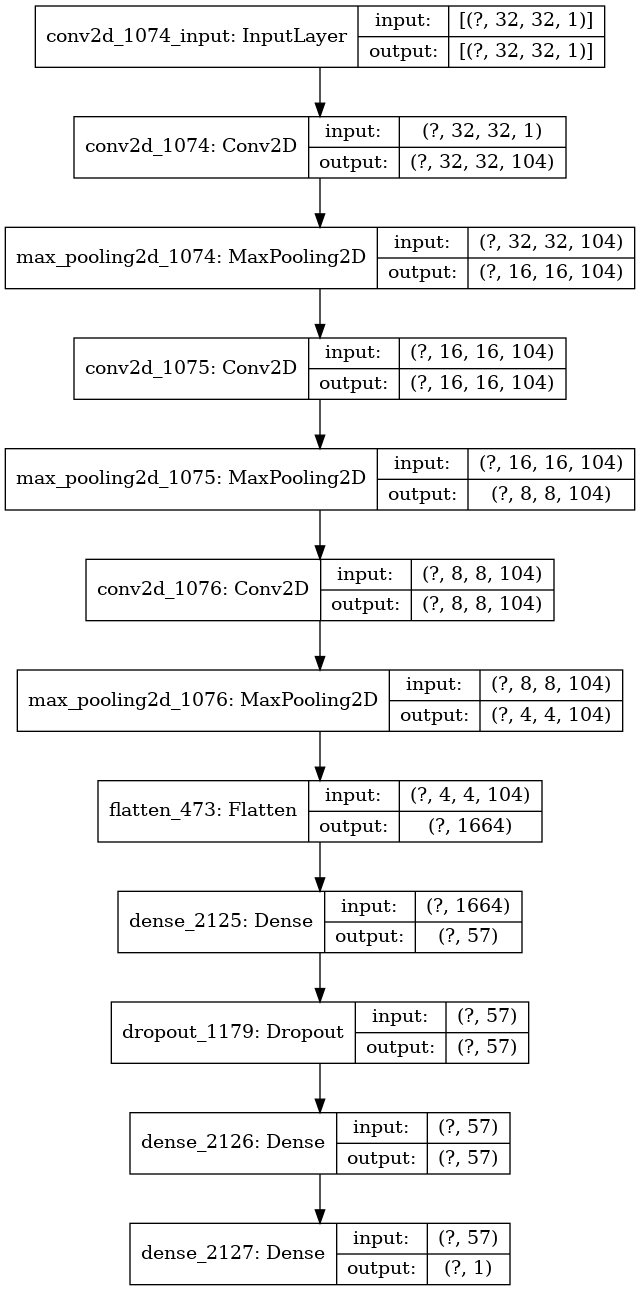 conv2d_1074_input: InputLayer
input: [(?, 32, 32, 1)]
output: [(?, 32, 32, 1)]
conv2d_1074: Conv2D
input: (?, 32, 32, 1)
output: (?, 32, 32, 104)
max_pooling2d_1074: MaxPooling2D
input: (?, 32, 32, 104)
output: (?, 16, 16, 104)
conv2d_1075: Conv2D
input: (?, 16, 16, 104)
output: (?, 16, 16, 104)
max_pooling2d_1075: MaxPooling2D
input: (?, 16, 16, 104)
output: (?, 8, 8, 104)
conv2d_1076: Conv2D
input: (?, 8, 8, 104)
output: (?, 8, 8, 104)
max_pooling2d_1076: MaxPooling2D
input: (?, 8, 8, 104)
output: (?, 4, 4, 104)
flatten_473: Flatten
input: (?, 4, 4, 104)
output: (?, 1664)
dense_2125: Dense
input: (?, 1664)
output: (?, 57)
dropout_1179: Dropout
input: (?, 57)
output: (?, 57)
dense_2126: Dense
input: (?, 57)
output: (?, 57)
dense_2127: Dense
input: (?, 57)
output: (?, 1)